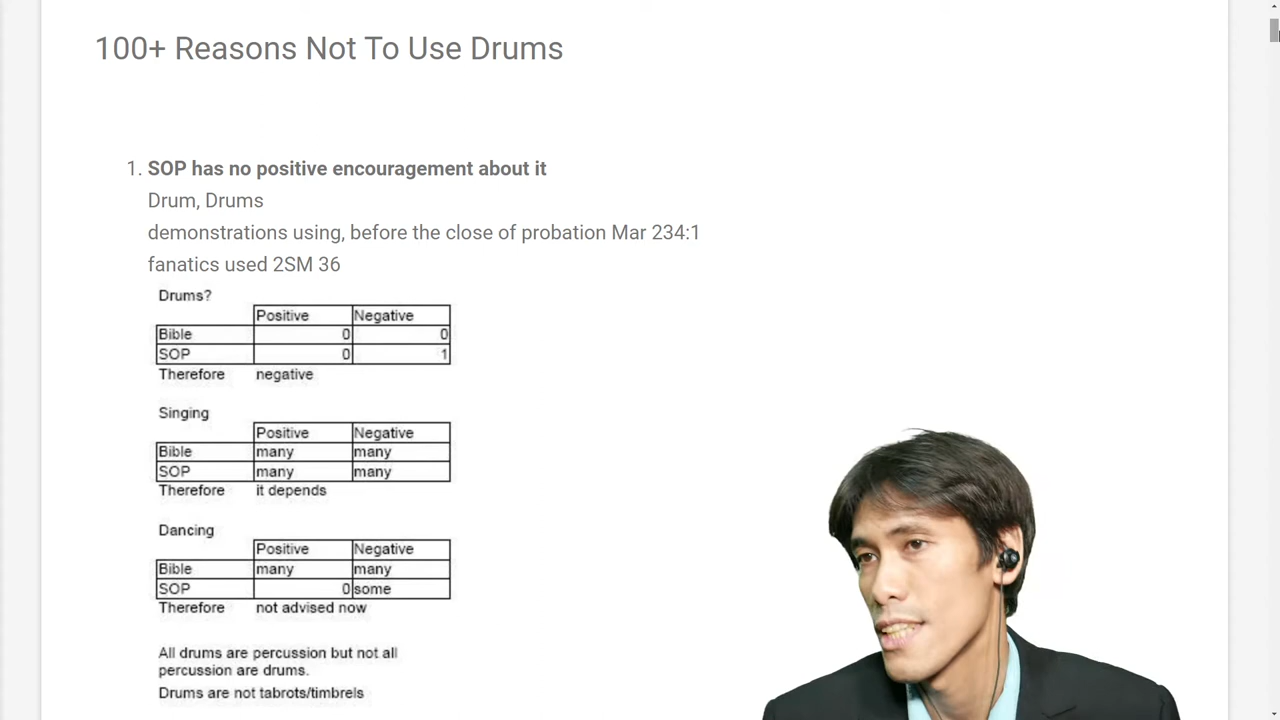 100+ Reasons Not To Use Drums
1. SOP has no positive encouragement about it
Drum, Drums
demonstrations using, before the close of probation Mar 234:1
fanatics used 2SM 36
Drums?
Positive Negative
Bible 0 0
SOP 0 1
Therefore negative
Singing
Positive Negative
Bible many many
SOP many many
Therefore it depends
Dancing
Positive Negative
Bible many many
SOP 0 some
Therefore not advised now
All drums are percussion but not all
percussion are drums.
Drums are not tabrots/timbrels